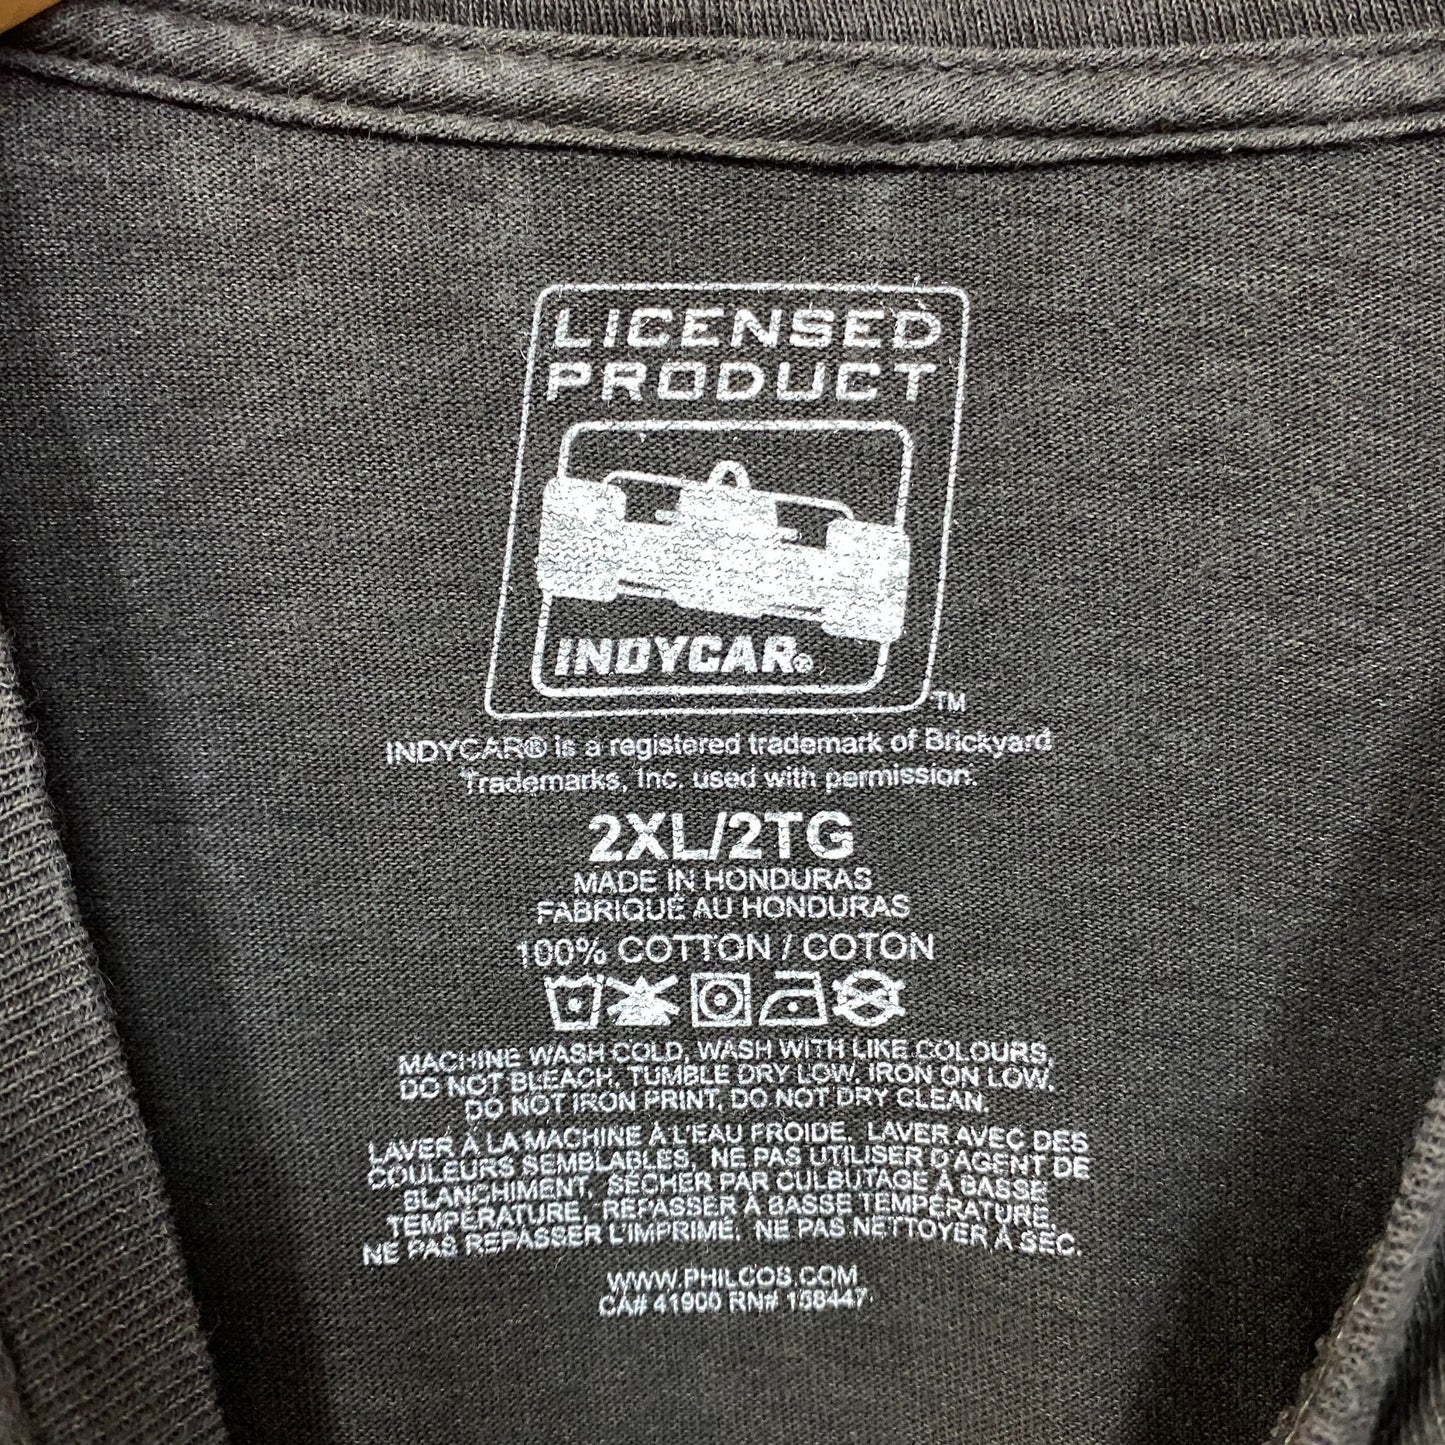 LICENSED
PRODUCT
INDYCAR®
TM
INDYCAR® is a registered trademark of Brickyard
Trademarks, Inc. used with permission.
2XL/2TG
MADE IN HONDURAS
FABRIQUÉ AU HONDURAS
100% COTTON / COTON
MACHINE WASH COLD, WASH WITH LIKE COLOURS,
DO NOT BLEACH, TUMBLE DRY LOW, IRON ON LOW,
DO NOT IRON PRINT, DO NOT DRY CLEAN.
LAVER À LA MACHINE À L'EAU FROIDE. LAVER AVEC DES
COULEURS SEMBLABLES. NE PAS UTILISER D'AGENT DE
BLANCHIMENT. SÉCHER PAR CULBUTAGE À BASSE
TEMPÉRATURE, REPASSER À BASSE TEMPÉRATURE.
NE PAS REPASSER L'IMPRIMÉ. NE PAS NETTOYER À SEC.
WWW.PHILCOS.COM
CA# 41900 RN# 158447